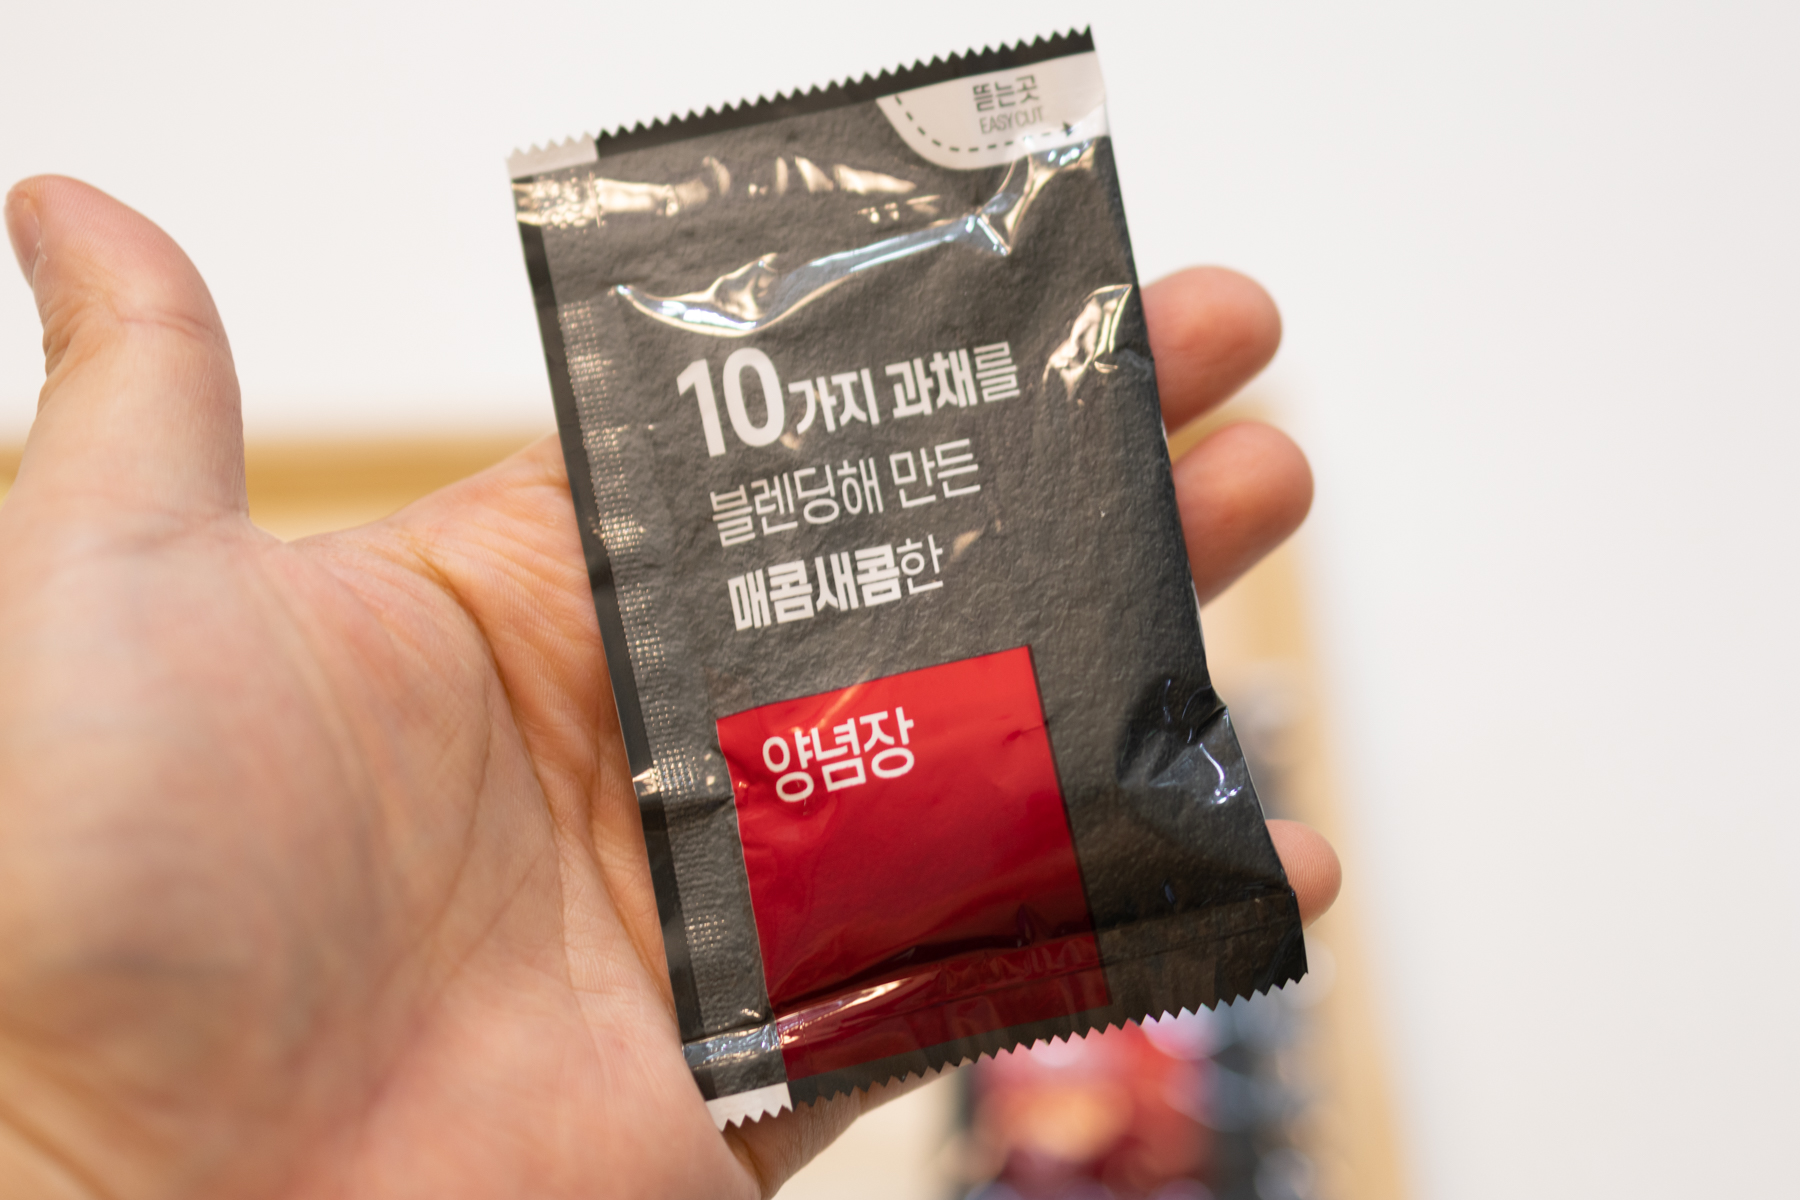 뜯는곳
EASY CUT
10가지 과채를
블렌딩해 만든
매콤새콤한
양념장